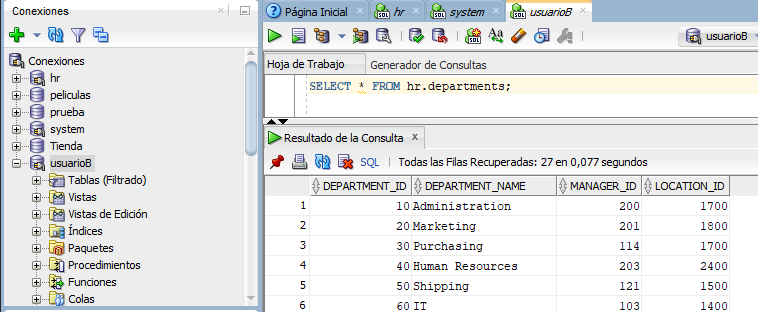 Conexiones
Conexiones
hr
peliculas
prueba
system
Tienda
usuarioB
Tablas (Filtrado)
Vistas
Vistas de Edición
Índices
Paquetes
Procedimientos
Funciones
Colas
Página Inicial hr system usuarioB
usuarioB
Hoja de Trabajo Generador de Consultas
SELECT * FROM hr.departments;
Resultado de la Consulta x
SQL Todas las Filas Recuperadas: 27 en 0,077 segundos
DEPARTMENT_ID DEPARTMENT_NAME MANAGER_ID LOCATION_ID
1 10 Administration 200 1700
2 20 Marketing 201 1800
3 30 Purchasing 114 1700
4 40 Human Resources 203 2400
5 50 Shipping 121 1500
6 60 IT 103 1400